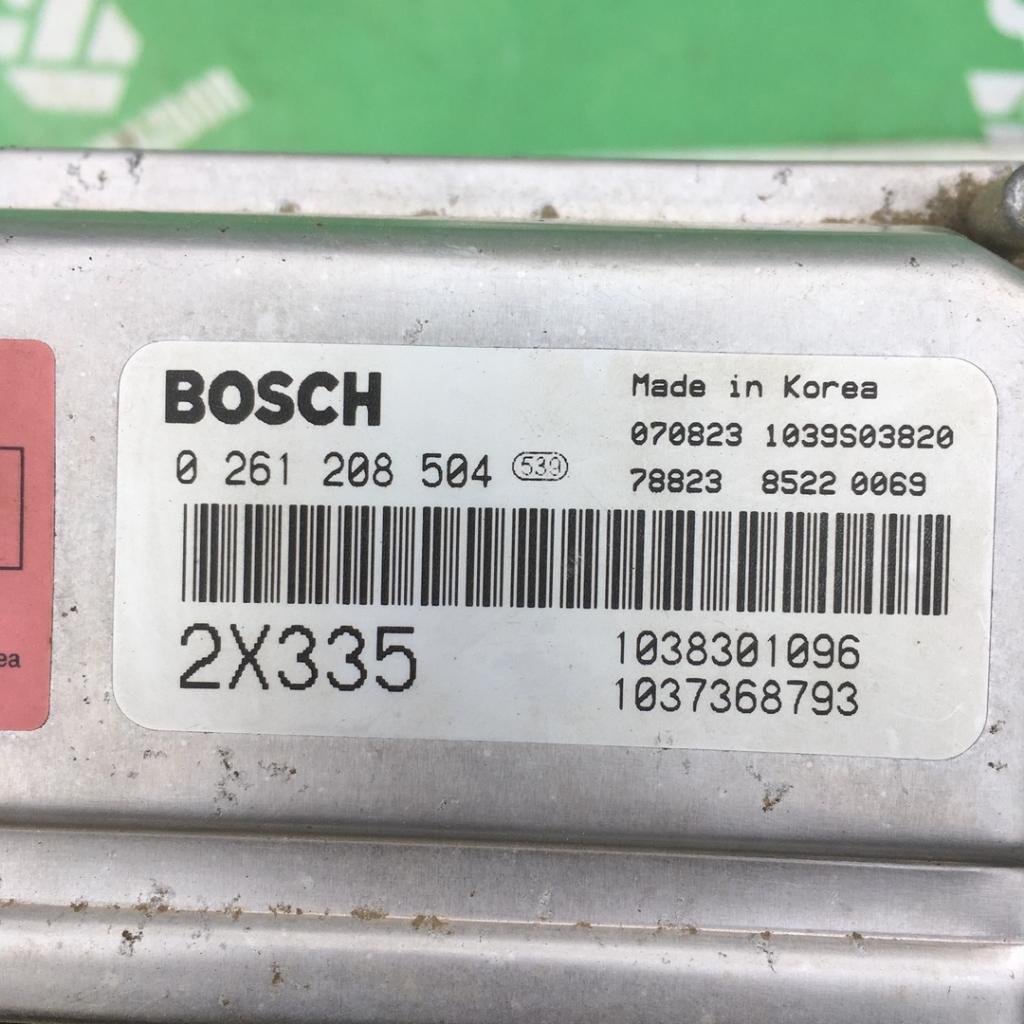 BOSCH
Made in Korea
070823 1039S03820
0 261 208 504 539
78823 8522 0069
2X335
1038301096
1037368793
ea